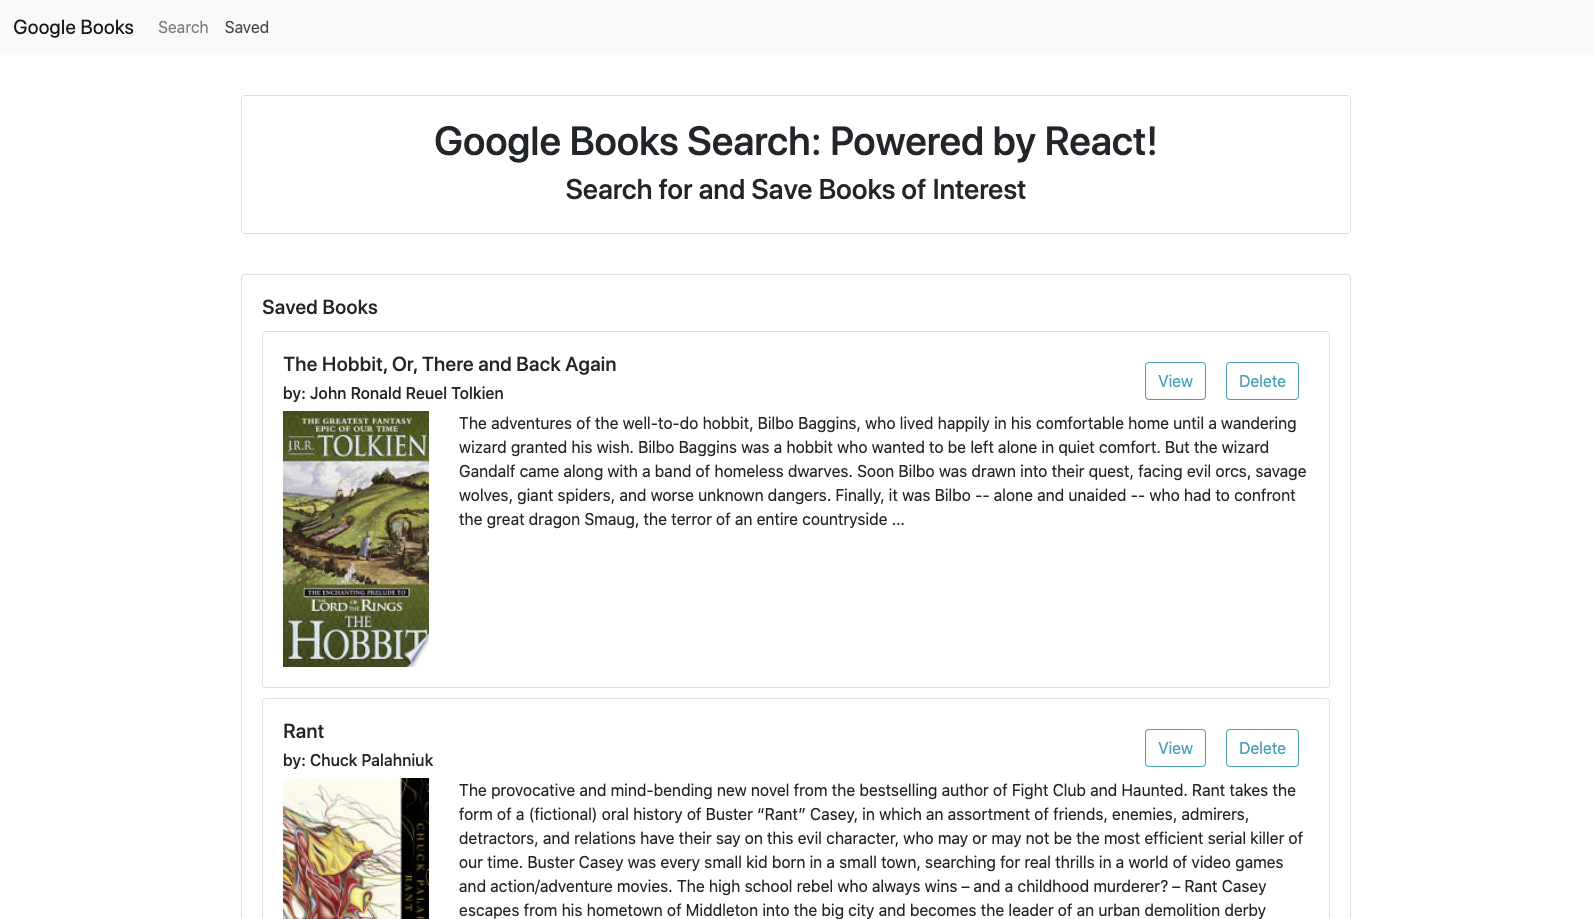 Google Books Search Saved
Google Books Search: Powered by React!
Search for and Save Books of Interest
Saved Books
The Hobbit, Or, There and Back Again
View Delete
by: John Ronald Reuel Tolkien
THE GREATEST FANTASY
EPIC OF OUR TIME
J.R.R. TOLKIEN
THE ENCHANTING PRELUDE TO
THE LORD OF THE RINGS
THE
HOBBIT
The adventures of the well-to-do hobbit, Bilbo Baggins, who lived happily in his comfortable home until a wandering
wizard granted his wish. Bilbo Baggins was a hobbit who wanted to be left alone in quiet comfort. But the wizard
Gandalf came along with a band of homeless dwarves. Soon Bilbo was drawn into their quest, facing evil orcs, savage
wolves, giant spiders, and worse unknown dangers. Finally, it was Bilbo -- alone and unaided -- who had to confront
the great dragon Smaug, the terror of an entire countryside ...
Rant
View Delete
by: Chuck Palahniuk
CHUCK PALA
RANT
The provocative and mind-bending new novel from the bestselling author of Fight Club and Haunted. Rant takes the
form of a (fictional) oral history of Buster “Rant” Casey, in which an assortment of friends, enemies, admirers,
detractors, and relations have their say on this evil character, who may or may not be the most efficient serial killer of
our time. Buster Casey was every small kid born in a small town, searching for real thrills in a world of video games
and action/adventure movies. The high school rebel who always wins – and a childhood murderer? – Rant Casey
escapes from his hometown of Middleton into the big city and becomes the leader of an urban demolition derby